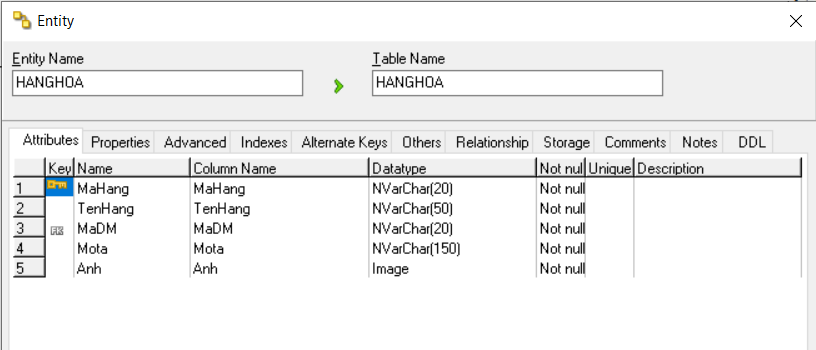 Entity
Entity Name Table Name
HANGHOA HANGHOA
Attributes Properties Advanced Indexes Alternate Keys Others Relationship Storage Comments Notes DDL
Key Name Column Name Datatype Not nul Unique Description
1 MaHang MaHang NVarChar(20) Not null
2 TenHang TenHang NVarChar(50) Not null
3 FK MaDM MaDM NVarChar(20) Not null
4 Mota Mota NVarChar(150) Not null
5 Anh Anh Image Not null